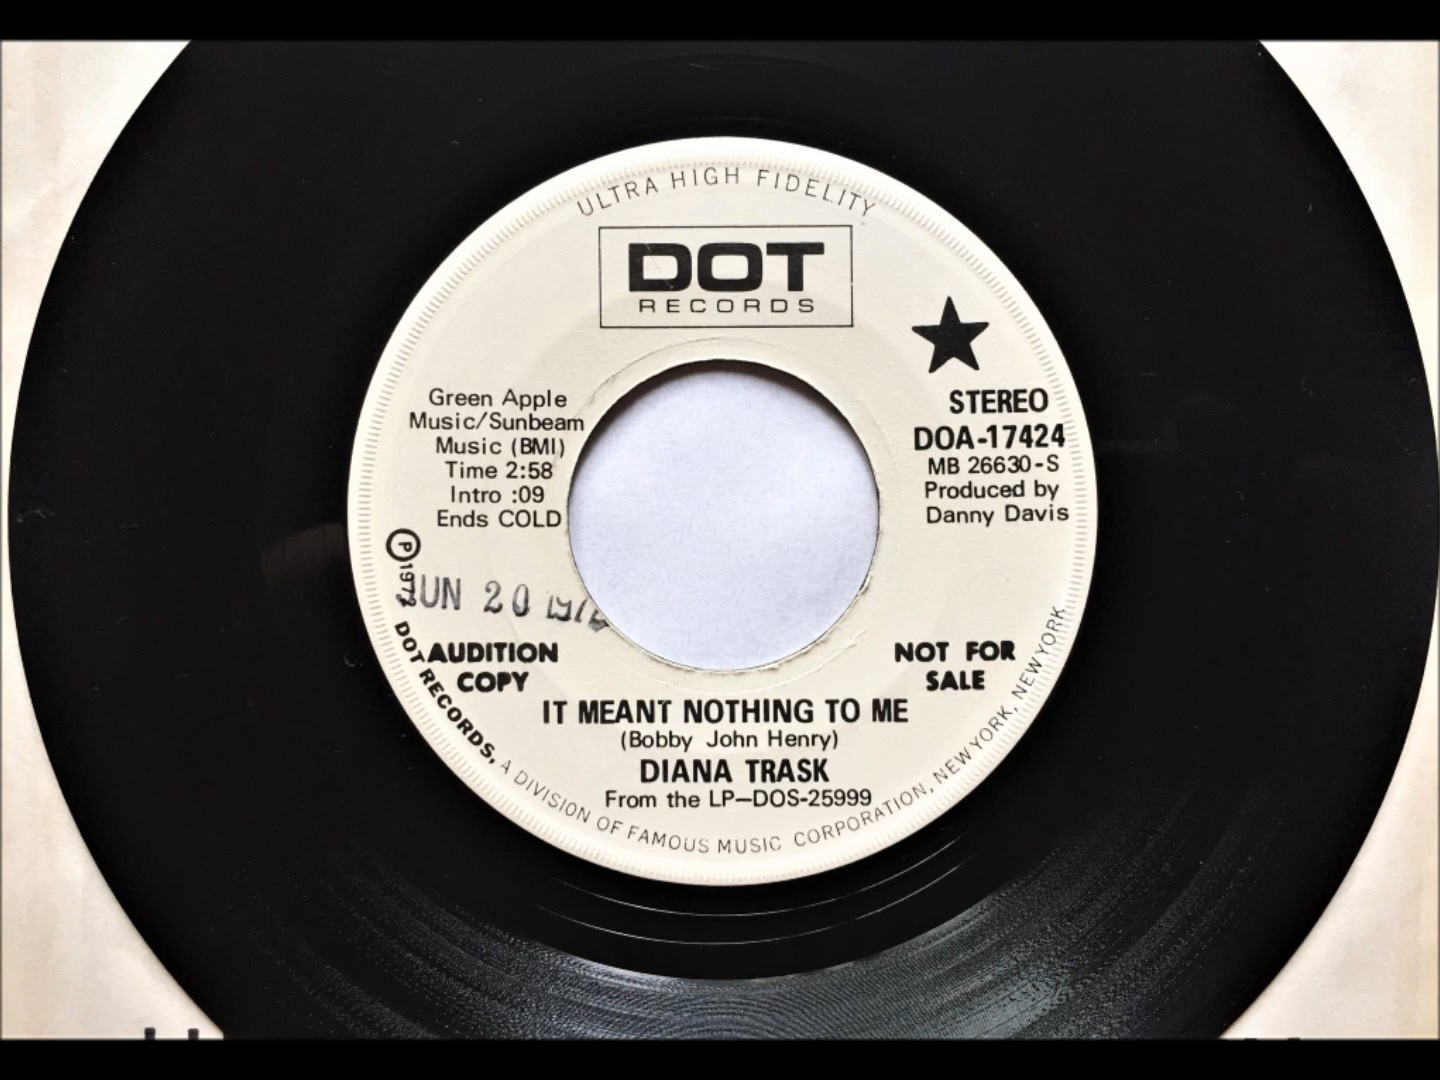 ULTRA HIGH FIDELITY
DOT
RECORDS
Green Apple
Music/Sunbeam
Music (BMI)
Time 2:58
Intro :09
Ends COLD
STEREO
DOA-17424
MB 26630-S
Produced by
Danny Davis
JUN 20 1972
AUDITION
COPY
NOT FOR
SALE
IT MEANT NOTHING TO ME
(Bobby John Henry)
DIANA TRASK
From the LP—DOS-25999
Ⓟ 1972 DOT RECORDS, A DIVISION OF FAMOUS MUSIC CORPORATION, NEW YORK, NEW YORK